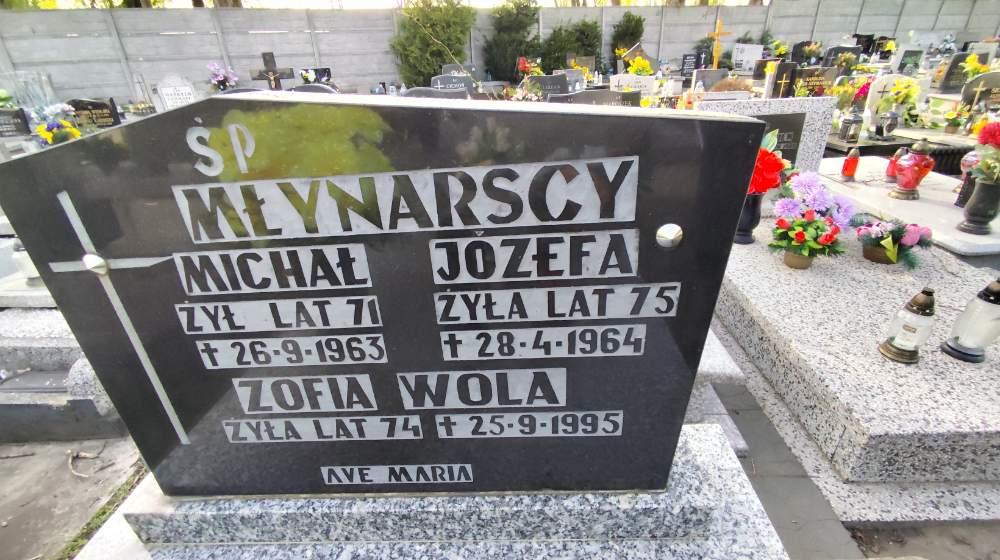 ŚP
MŁYNARSCY
MICHAŁ JÓZEFA
ŻYŁ LAT 71 ŻYŁA LAT 75
✝ 26-9-1963 ✝ 28-4-1964
ZOFIA WOLA
ŻYŁA LAT 74 ✝ 25-9-1995
AVE MARIA